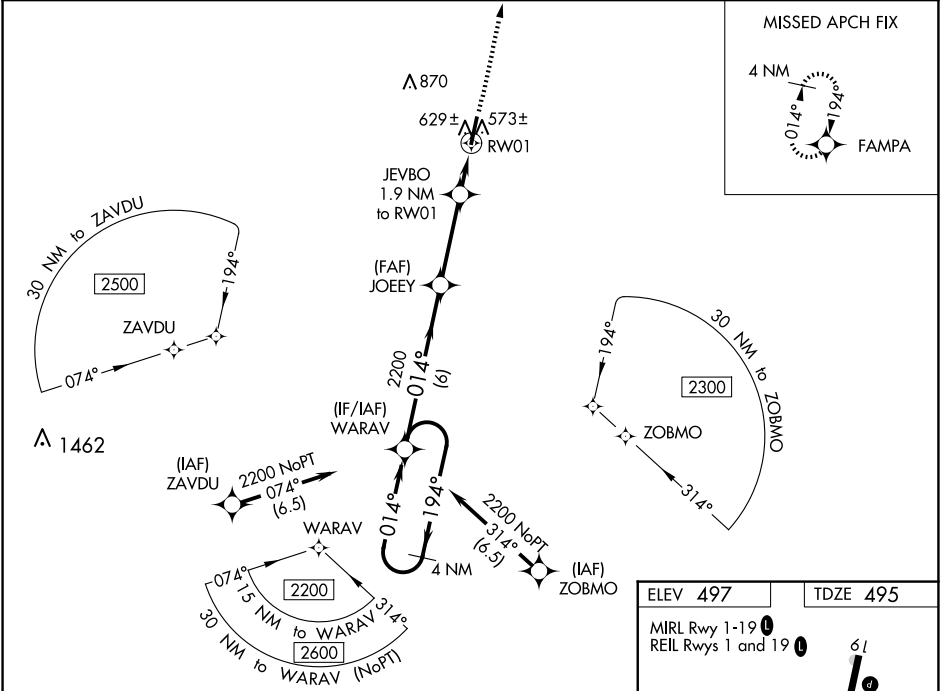 MISSED APCH FIX
4 NM
014°
194°
FAMPA
870
629±
573±
RW01
JEVBO
1.9 NM
to RW01
(FAF)
JOEEY
30 NM to ZAVDU
2500
194°
ZAVDU
074°
1462
30 NM to ZOBMO
194°
2300
ZOBMO
314°
2200
014°
(6)
(IF/IAF)
WARAV
(IAF)
ZAVDU
2200 NoPT
074°
(6.5)
014°
194°
4 NM
2200 NoPT
314°
(6.5)
(IAF)
ZOBMO
WARAV
074°
314°
2200
15 NM to WARAV
2600
30 NM to WARAV (NoPT)
ELEV 497
TDZE 495
MIRL Rwy 1-19 L
REIL Rwys 1 and 19 L
19
P